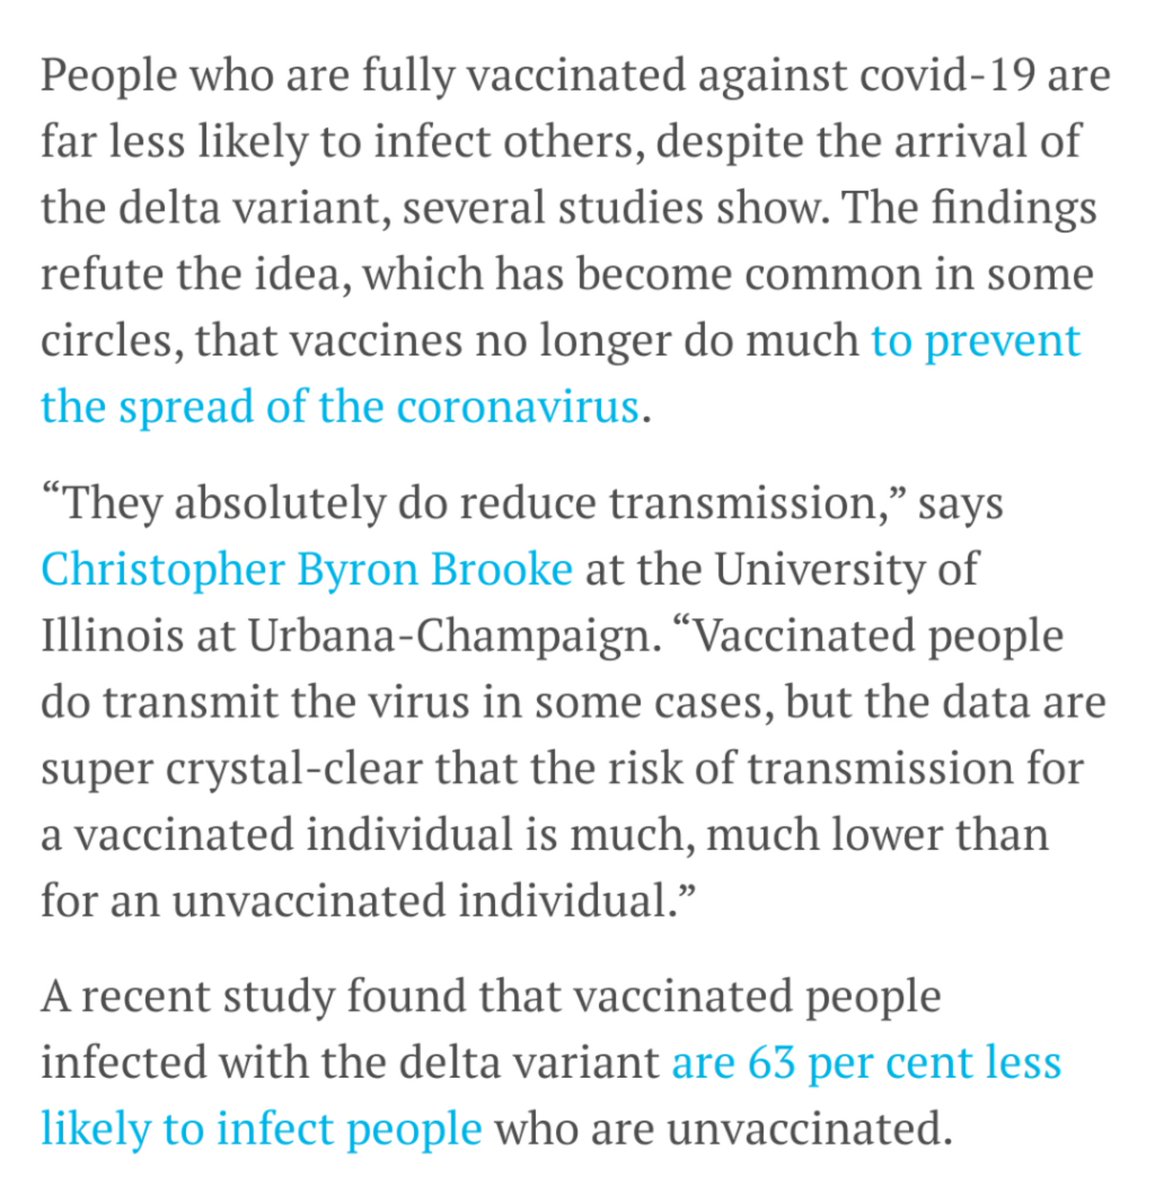 People who are fully vaccinated against covid-19 are
far less likely to infect others, despite the arrival of
the delta variant, several studies show. The findings
refute the idea, which has become common in some
circles, that vaccines no longer do much to prevent
the spread of the coronavirus.
“They absolutely do reduce transmission,” says
Christopher Byron Brooke at the University of
Illinois at Urbana-Champaign. “Vaccinated people
do transmit the virus in some cases, but the data are
super crystal-clear that the risk of transmission for
a vaccinated individual is much, much lower than
for an unvaccinated individual.”
A recent study found that vaccinated people
infected with the delta variant are 63 per cent less
likely to infect people who are unvaccinated.